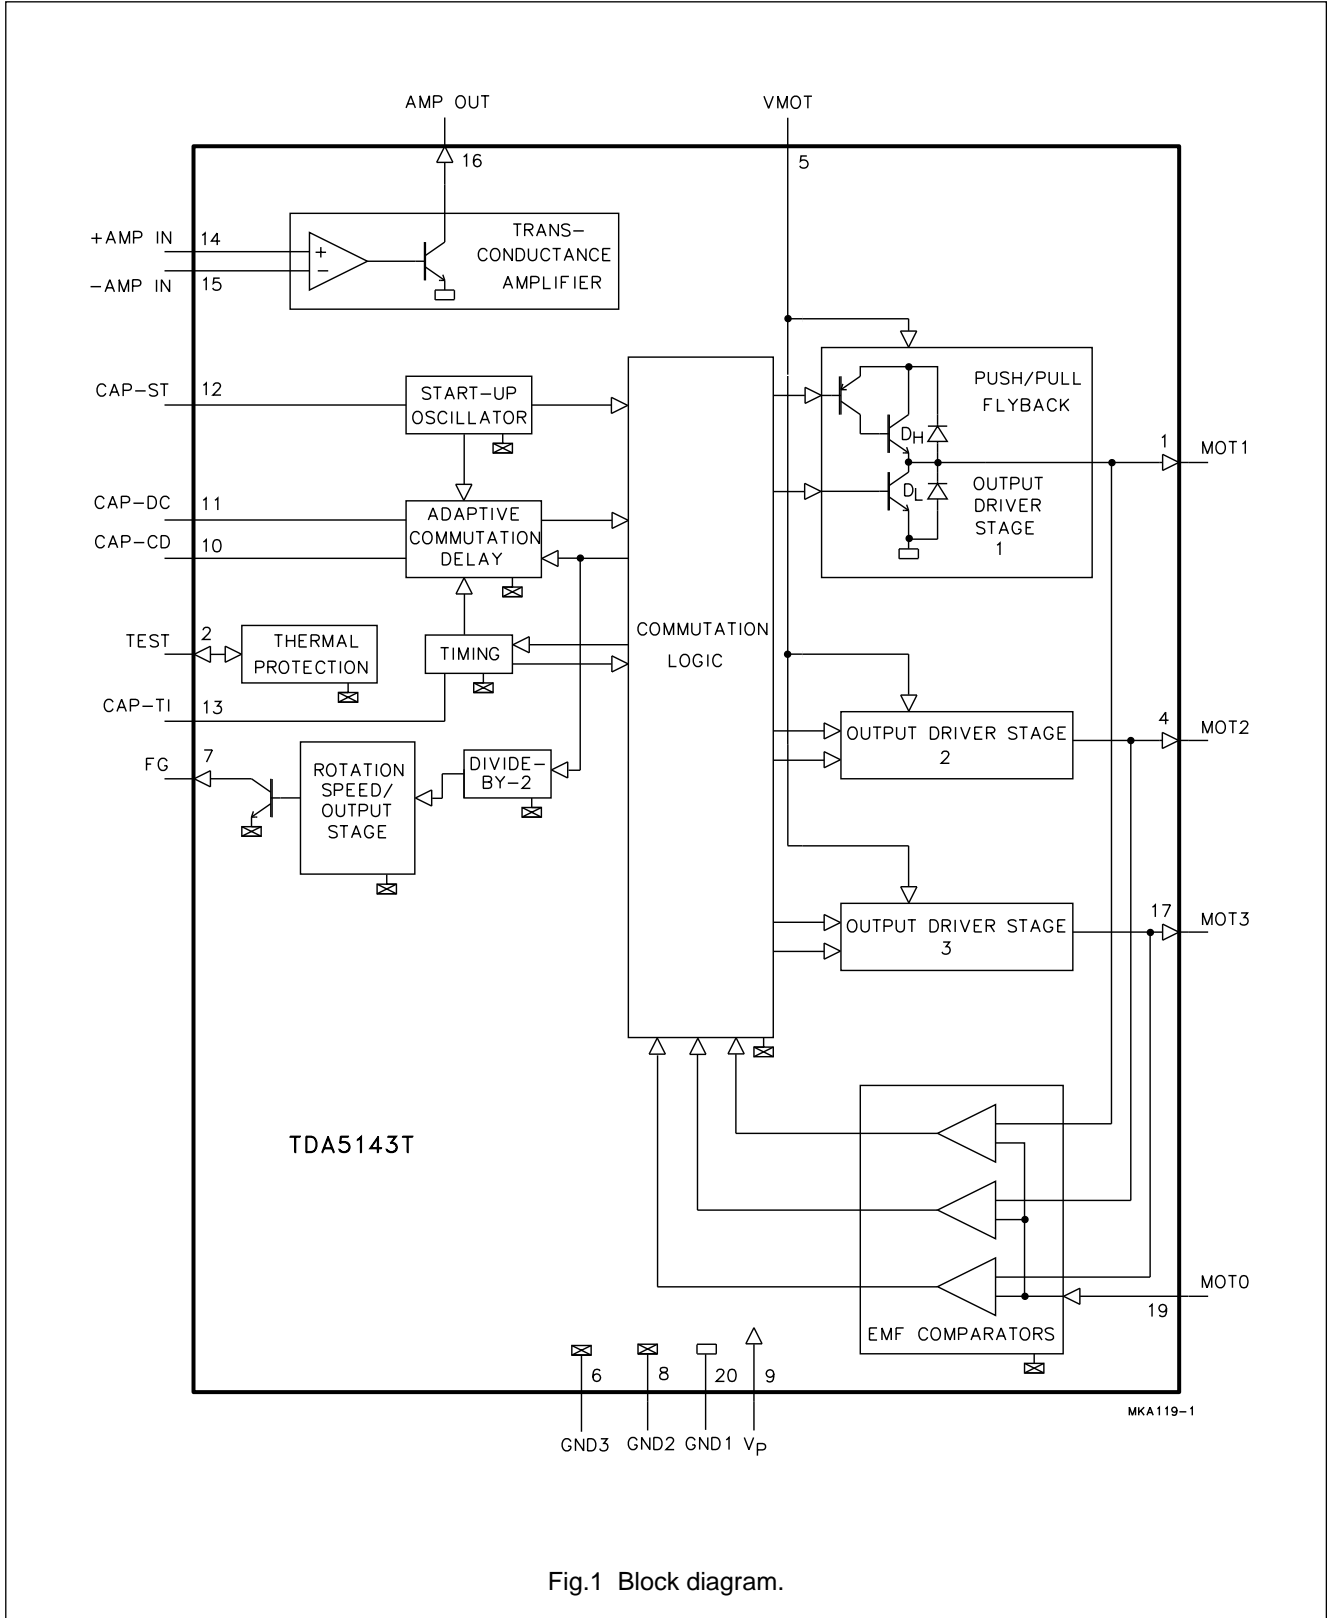 AMP OUT
VMOT
16
5
+AMP IN
14
TRANS-
CONDUCTANCE
AMPLIFIER
+
−
-AMP IN
15
CAP-ST
12
START-UP
OSCILLATOR
PUSH/PULL
FLYBACK
DH
1
MOT1
CAP-DC
11
ADAPTIVE
COMMUTATION
DELAY
CAP-CD
10
DL
OUTPUT
DRIVER
STAGE
1
TEST
2
THERMAL
PROTECTION
TIMING
COMMUTATION
LOGIC
CAP-TI
13
FG
7
ROTATION
SPEED/
OUTPUT
STAGE
DIVIDE-
BY-2
OUTPUT DRIVER STAGE
2
4
MOT2
OUTPUT DRIVER STAGE
3
17
MOT3
TDA5143T
MOT0
19
EMF COMPARATORS
6
8
20
9
GND3
GND2
GND1
VP
MKA119-1
Fig.1 Block diagram.